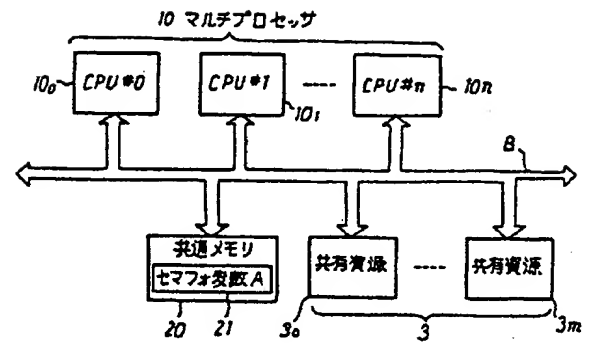 10 マルチプロセッサ
10₀ CPU#0
CPU#1 10₁
CPU#n 10n
B
共通メモリ
セマフォ変数A
20 21
共有資源 3₀
共有資源 3m
3